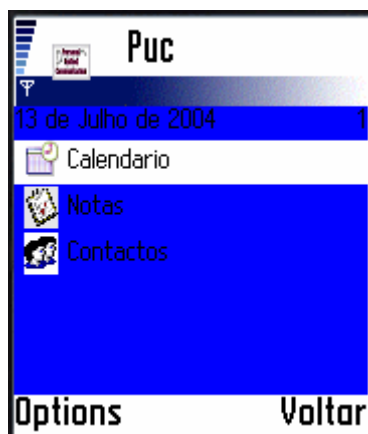 Puc
13 de Julho de 2004 1
Calendario
Notas
Contactos
Options Voltar